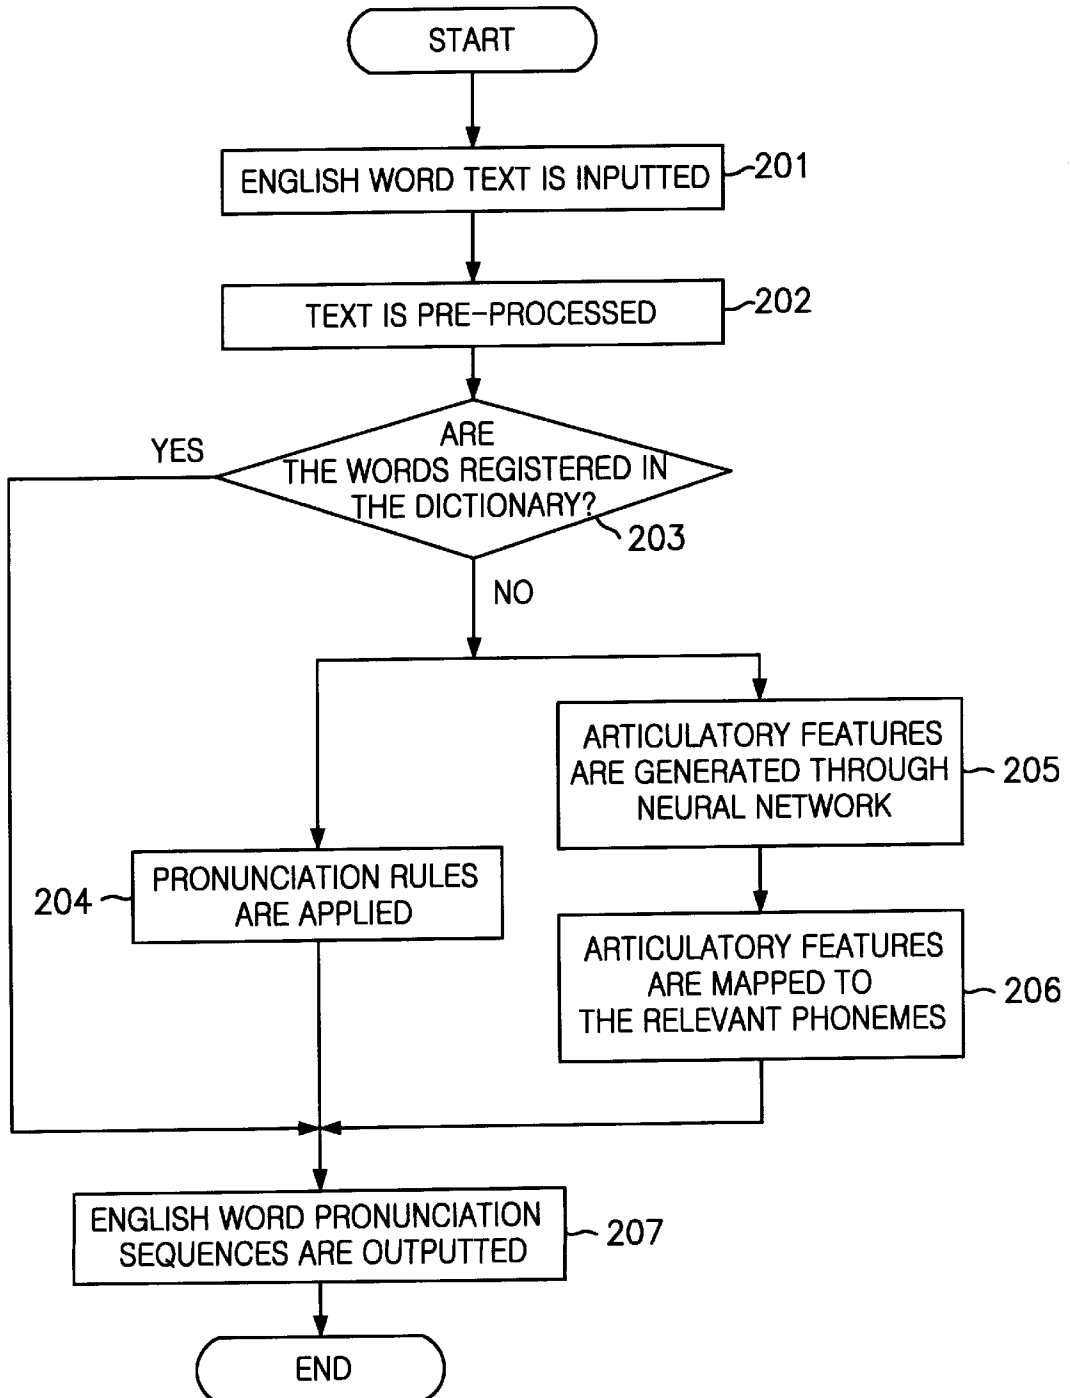 START
ENGLISH WORD TEXT IS INPUTTED
201
TEXT IS PRE-PROCESSED
202
YES
ARE
THE WORDS REGISTERED IN
THE DICTIONARY?
203
NO
ARTICULATORY FEATURES
ARE GENERATED THROUGH
NEURAL NETWORK
205
204
PRONUNCIATION RULES
ARE APPLIED
ARTICULATORY FEATURES
ARE MAPPED TO
THE RELEVANT PHONEMES
206
ENGLISH WORD PRONUNCIATION
SEQUENCES ARE OUTPUTTED
207
END